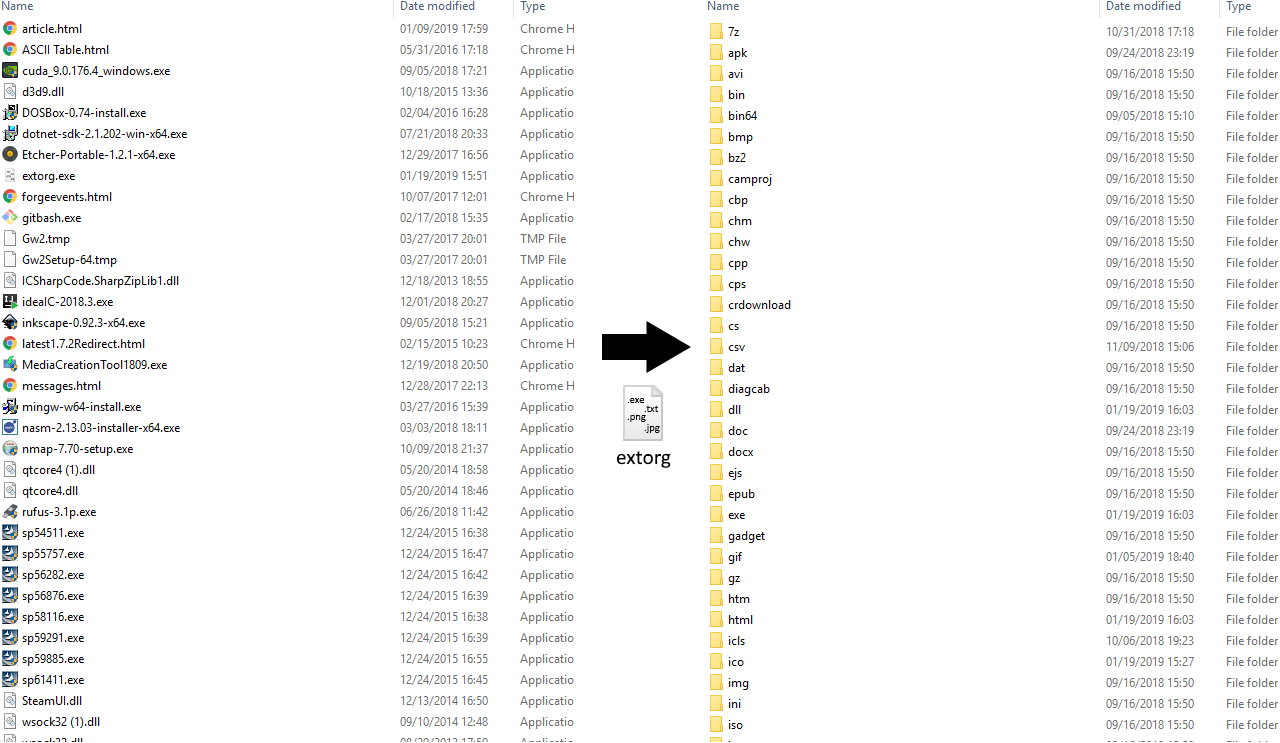 Name Date modified Type
article.html 01/09/2019 17:59 Chrome H
ASCII Table.html 05/31/2016 17:18 Chrome H
cuda_9.0.176.4_windows.exe 09/05/2018 17:21 Applicatio
d3d9.dll 10/18/2015 13:36 Applicatio
DOSBox-0.74-install.exe 02/04/2016 16:28 Applicatio
dotnet-sdk-2.1.202-win-x64.exe 07/21/2018 20:33 Applicatio
Etcher-Portable-1.2.1-x64.exe 12/29/2017 16:56 Applicatio
extorg.exe 01/19/2019 15:51 Applicatio
forgeevents.html 10/07/2017 12:01 Chrome H
gitbash.exe 02/17/2018 15:35 Applicatio
Gw2.tmp 03/27/2017 20:01 TMP File
Gw2Setup-64.tmp 03/27/2017 20:01 TMP File
ICSharpCode.SharpZipLib1.dll 12/18/2013 18:55 Applicatio
ideaIC-2018.3.exe 12/01/2018 20:27 Applicatio
inkscape-0.92.3-x64.exe 09/05/2018 15:21 Applicatio
latest1.7.2Redirect.html 02/15/2015 10:23 Chrome H
MediaCreationTool1809.exe 12/19/2018 20:50 Applicatio
messages.html 12/28/2017 22:13 Chrome H
mingw-w64-install.exe 03/27/2016 15:39 Applicatio
nasm-2.13.03-installer-x64.exe 03/03/2018 18:11 Applicatio
nmap-7.70-setup.exe 10/09/2018 21:37 Applicatio
qtcore4 (1).dll 05/20/2014 18:58 Applicatio
qtcore4.dll 05/20/2014 18:46 Applicatio
rufus-3.1p.exe 06/26/2018 11:42 Applicatio
sp54511.exe 12/24/2015 16:38 Applicatio
sp55757.exe 12/24/2015 16:47 Applicatio
sp56282.exe 12/24/2015 16:42 Applicatio
sp56876.exe 12/24/2015 16:39 Applicatio
sp58116.exe 12/24/2015 16:38 Applicatio
sp59291.exe 12/24/2015 16:39 Applicatio
sp59885.exe 12/24/2015 16:55 Applicatio
sp61411.exe 12/24/2015 16:45 Applicatio
SteamUI.dll 12/13/2014 16:50 Applicatio
wsock32 (1).dll 09/10/2014 12:48 Applicatio
.exe
.txt
.png
.jpg
extorg
Name Date modified Type
7z 10/31/2018 17:18 File folder
apk 09/24/2018 23:19 File folder
avi 09/16/2018 15:50 File folder
bin 09/16/2018 15:50 File folder
bin64 09/05/2018 15:10 File folder
bmp 09/16/2018 15:50 File folder
bz2 09/16/2018 15:50 File folder
camproj 09/16/2018 15:50 File folder
cbp 09/16/2018 15:50 File folder
chm 09/16/2018 15:50 File folder
chw 09/16/2018 15:50 File folder
cpp 09/16/2018 15:50 File folder
cps 09/16/2018 15:50 File folder
crdownload 09/16/2018 15:50 File folder
cs 09/16/2018 15:50 File folder
csv 11/09/2018 15:06 File folder
dat 09/16/2018 15:50 File folder
diagcab 09/16/2018 15:50 File folder
dll 01/19/2019 16:03 File folder
doc 09/24/2018 23:19 File folder
docx 09/16/2018 15:50 File folder
ejs 09/16/2018 15:50 File folder
epub 09/16/2018 15:50 File folder
exe 01/19/2019 16:03 File folder
gadget 09/16/2018 15:50 File folder
gif 01/05/2019 18:40 File folder
gz 09/16/2018 15:50 File folder
htm 09/16/2018 15:50 File folder
html 01/19/2019 16:03 File folder
icls 10/06/2018 19:23 File folder
ico 01/19/2019 15:27 File folder
img 09/16/2018 15:50 File folder
ini 09/16/2018 15:50 File folder
iso 09/16/2018 15:50 File folder